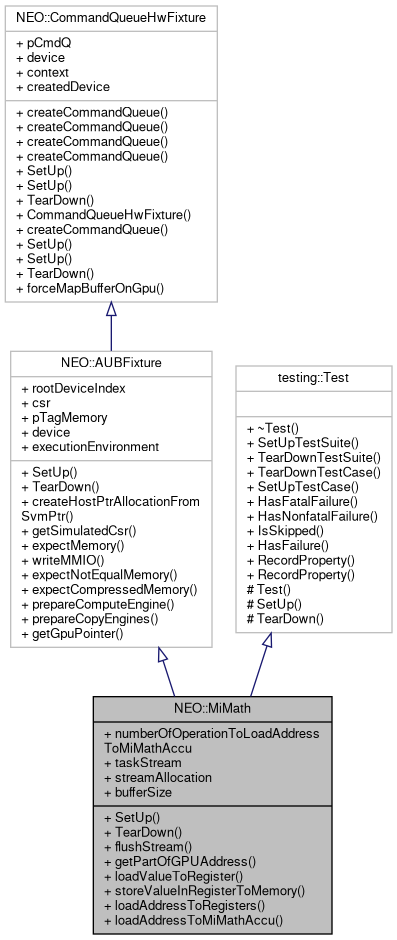 NEO::CommandQueueHwFixture
+ pCmdQ
+ device
+ context
+ createdDevice
+ createCommandQueue()
+ createCommandQueue()
+ createCommandQueue()
+ createCommandQueue()
+ SetUp()
+ SetUp()
+ TearDown()
+ CommandQueueHwFixture()
+ createCommandQueue()
+ SetUp()
+ SetUp()
+ TearDown()
+ forceMapBufferOnGpu()
NEO::AUBFixture
+ rootDeviceIndex
+ csr
+ pTagMemory
+ device
+ executionEnvironment
+ SetUp()
+ TearDown()
+ createHostPtrAllocationFrom
SvmPtr()
+ getSimulatedCsr()
+ expectMemory()
+ writeMMIO()
+ expectNotEqualMemory()
+ expectCompressedMemory()
+ prepareComputeEngine()
+ prepareCopyEngines()
+ getGpuPointer()
testing::Test
+ ~Test()
+ SetUpTestSuite()
+ TearDownTestSuite()
+ TearDownTestCase()
+ SetUpTestCase()
+ HasFatalFailure()
+ HasNonfatalFailure()
+ IsSkipped()
+ HasFailure()
+ RecordProperty()
+ RecordProperty()
# Test()
# SetUp()
# TearDown()
NEO::MiMath
+ numberOfOperationToLoadAddress
ToMiMathAccu
+ taskStream
+ streamAllocation
+ bufferSize
+ SetUp()
+ TearDown()
+ flushStream()
+ getPartOfGPUAddress()
+ loadValueToRegister()
+ storeValueInRegisterToMemory()
+ loadAddressToRegisters()
+ loadAddressToMiMathAccu()